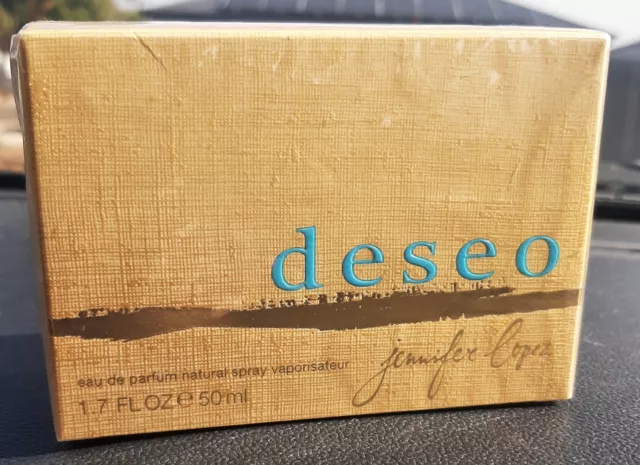 deseo
jennifer lopez
eau de parfum natural spray vaporisateur
1.7 FL OZ ℮ 50 ml